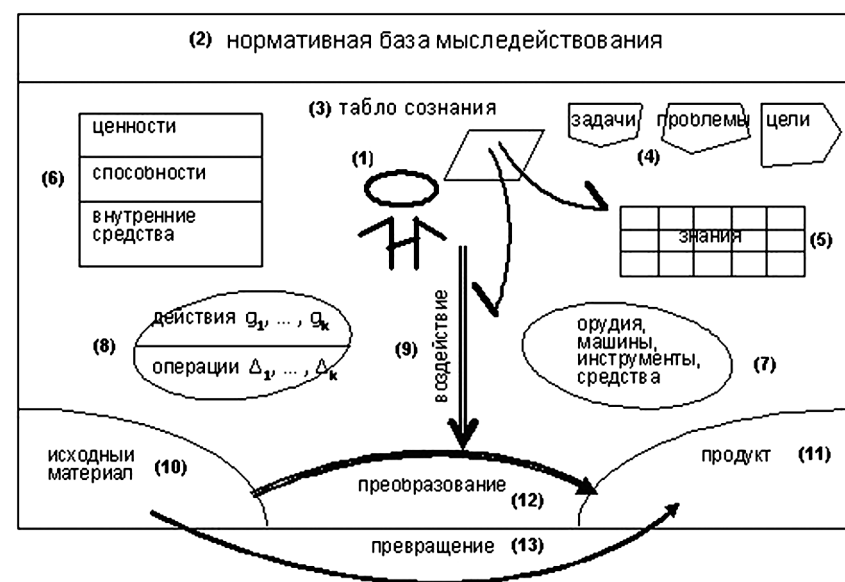 (2) нормативная база мыследействования
(3) табло сознания
задачи
проблемы
цели
(4)
(1)
(6)
ценности
способности
внутренние
средства
знания
(5)
(8)
действия g₁, ... , gₖ
операции Δ₁, ... , Δₖ
(9)
воздействие
орудия,
машины,
инструменты,
средства
(7)
исходный
материал
(10)
преобразование
(12)
продукт
(11)
превращение (13)